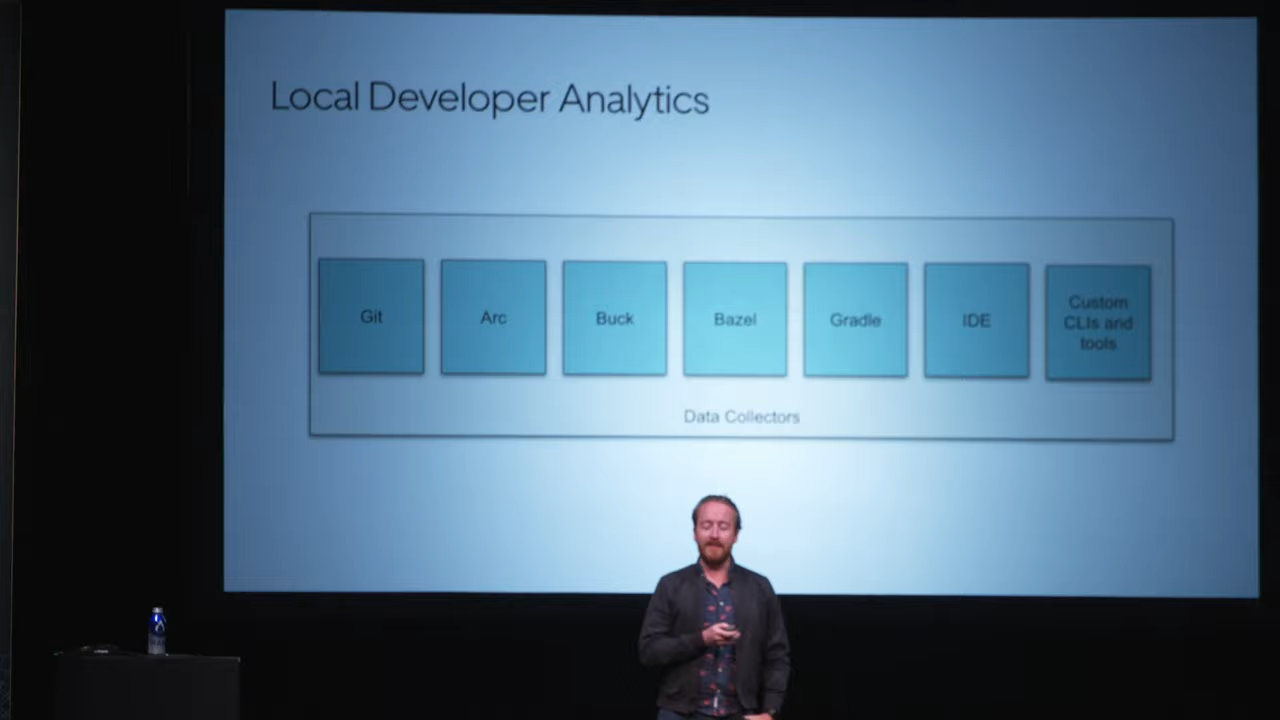 Local Developer Analytics
Git
Arc
Buck
Bazel
Gradle
IDE
Custom
CLIs and
tools
Data Collectors